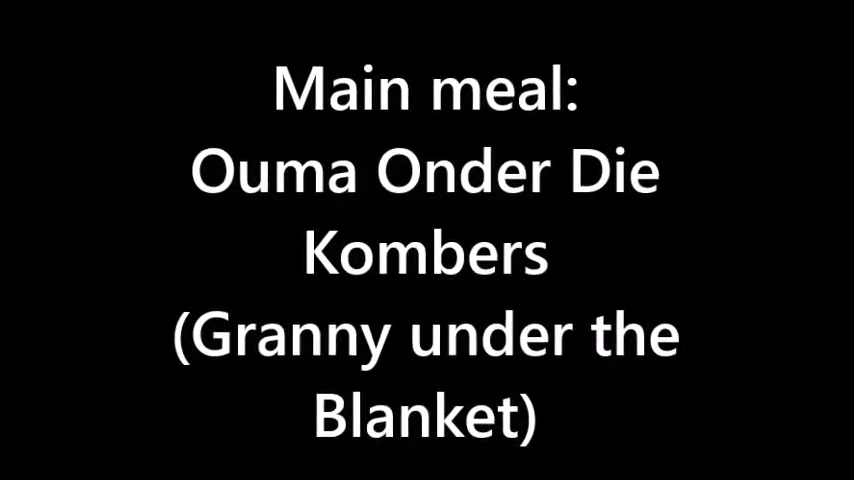 Main meal:
Ouma Onder Die
Kombers
(Granny under the
Blanket)